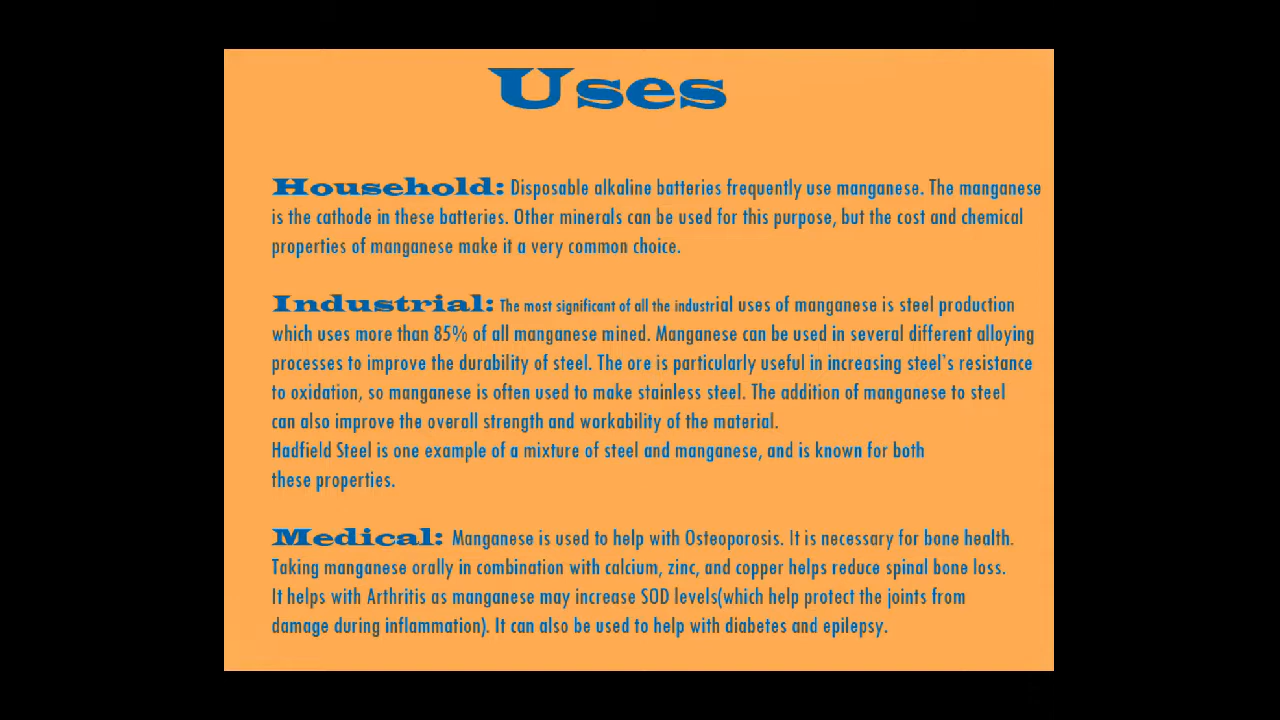 Uses
Household: Disposable alkaline batteries frequently use manganese. The manganese
is the cathode in these batteries. Other minerals can be used for this purpose, but the cost and chemical
properties of manganese make it a very common choice.
Industrial: The most significant of all the industrial uses of manganese is steel production
which uses more than 85% of all manganese mined. Manganese can be used in several different alloying
processes to improve the durability of steel. The ore is particularly useful in increasing steel's resistance
to oxidation, so manganese is often used to make stainless steel. The addition of manganese to steel
can also improve the overall strength and workability of the material.
Hadfield Steel is one example of a mixture of steel and manganese, and is known for both
these properties.
Medical: Manganese is used to help with Osteoporosis. It is necessary for bone health.
Taking manganese orally in combination with calcium, zinc, and copper helps reduce spinal bone loss.
It helps with Arthritis as manganese may increase SOD levels(which help protect the joints from
damage during inflammation). It can also be used to help with diabetes and epilepsy.